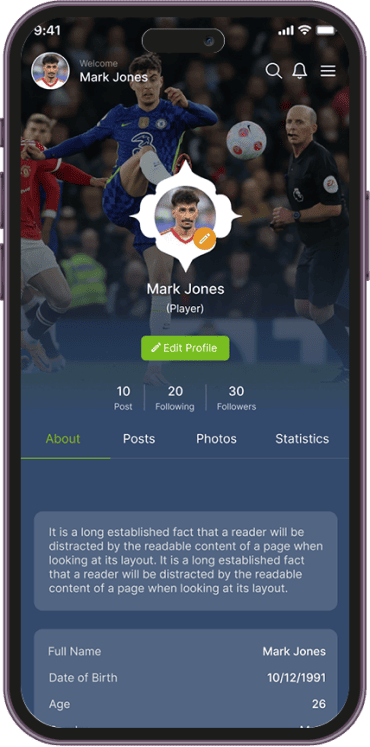 9:41
Welcome
Mark Jones
3
Mark Jones
(Player)
Edit Profile
10 20 30
Post Following Followers
About Posts Photos Statistics
It is a long established fact that a reader will be
distracted by the readable content of a page when
looking at its layout. It is a long established fact
that a reader will be distracted by the readable
content of a page when looking at its layout.
Full Name Mark Jones
Date of Birth 10/12/1991
Age 26